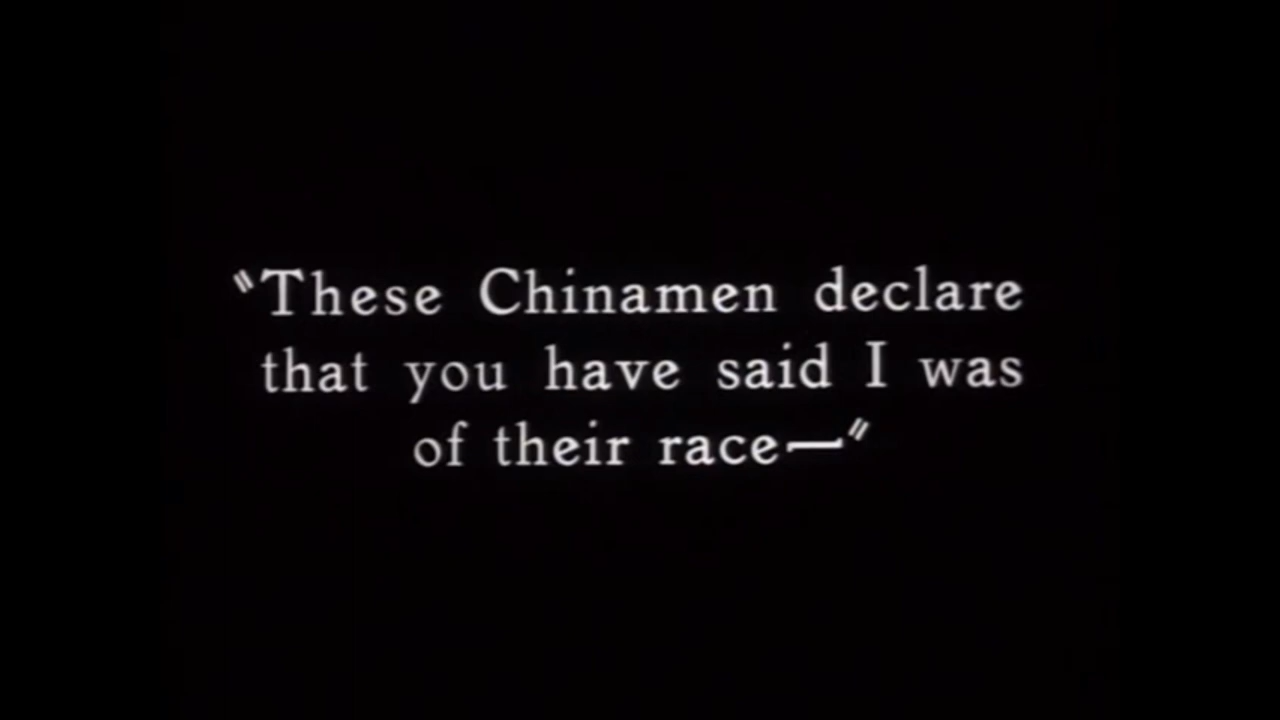 "These Chinamen declare
that you have said I was
of their race—"